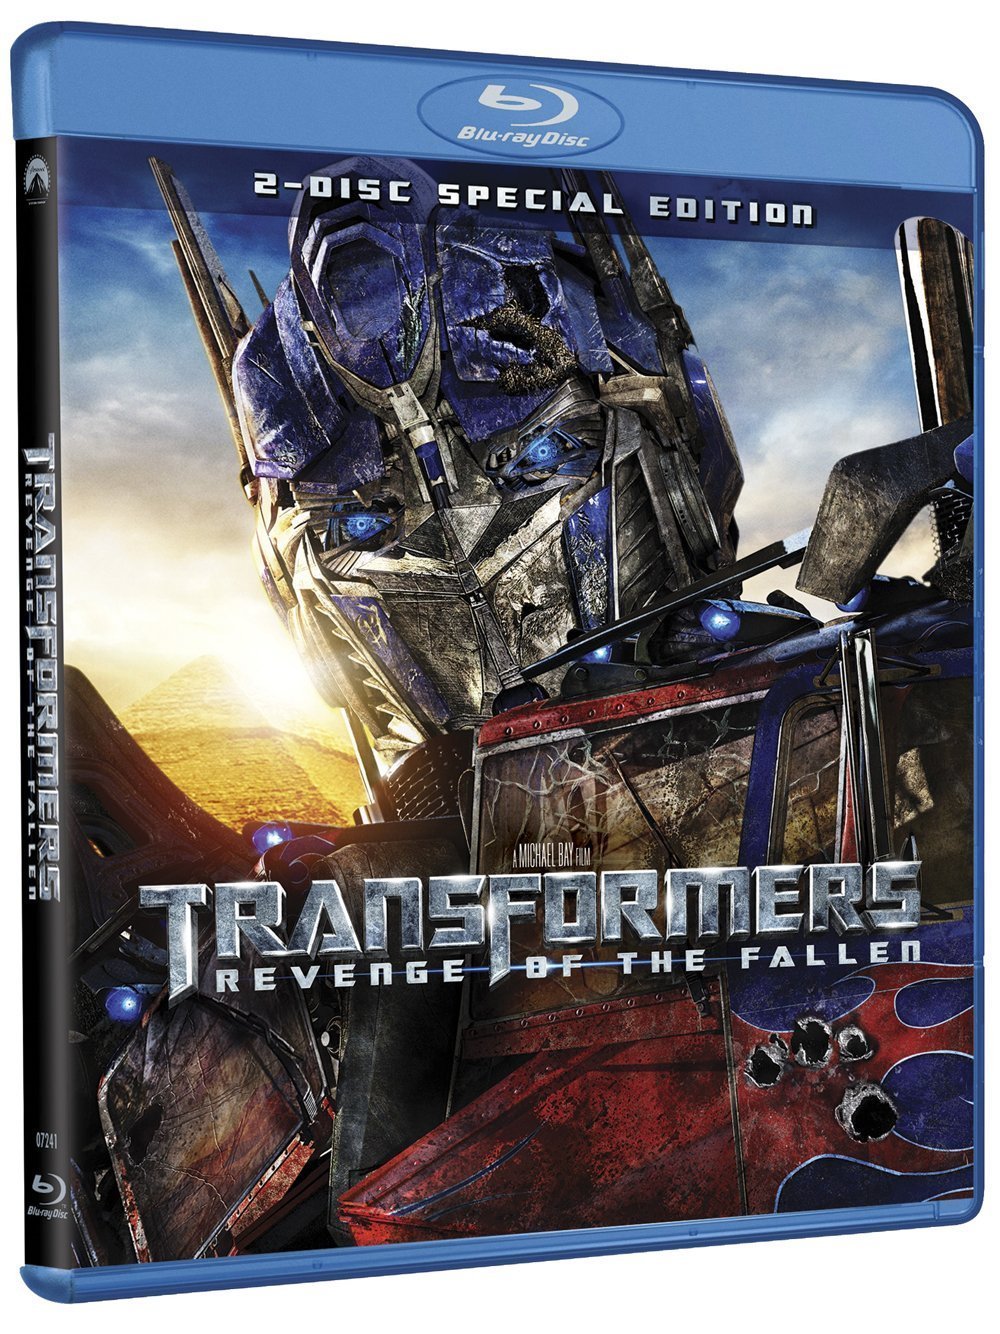 Blu-ray Disc
2-DISC SPECIAL EDITION
A MICHAEL BAY FILM
TRANSFORMERS
REVENGE OF THE FALLEN
TRANSFORMERS
REVENGE OF THE FALLEN
07241
Blu-ray Disc